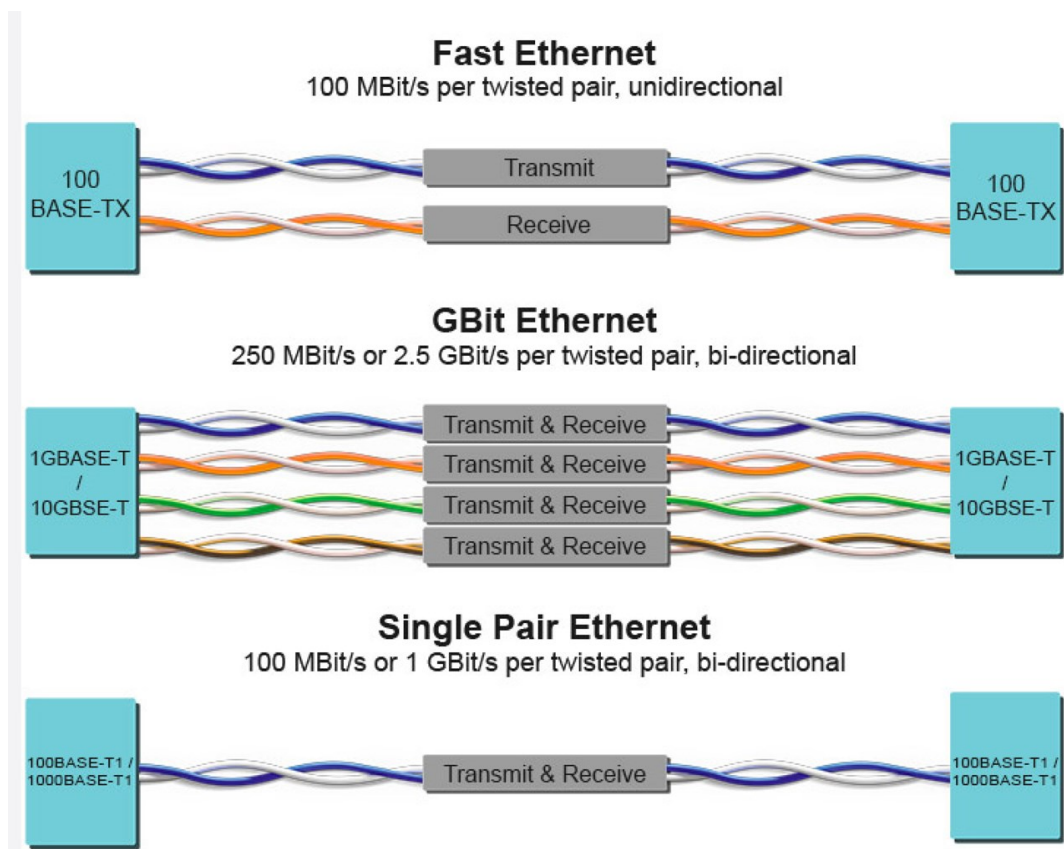 Fast Ethernet
100 MBit/s per twisted pair, unidirectional
100
BASE-TX
Transmit
Receive
100
BASE-TX
GBit Ethernet
250 MBit/s or 2.5 GBit/s per twisted pair, bi-directional
1GBASE-T
/
10GBSE-T
Transmit & Receive
Transmit & Receive
Transmit & Receive
Transmit & Receive
1GBASE-T
/
10GBSE-T
Single Pair Ethernet
100 MBit/s or 1 GBit/s per twisted pair, bi-directional
100BASE-T1 /
1000BASE-T1
Transmit & Receive
100BASE-T1 /
1000BASE-T1